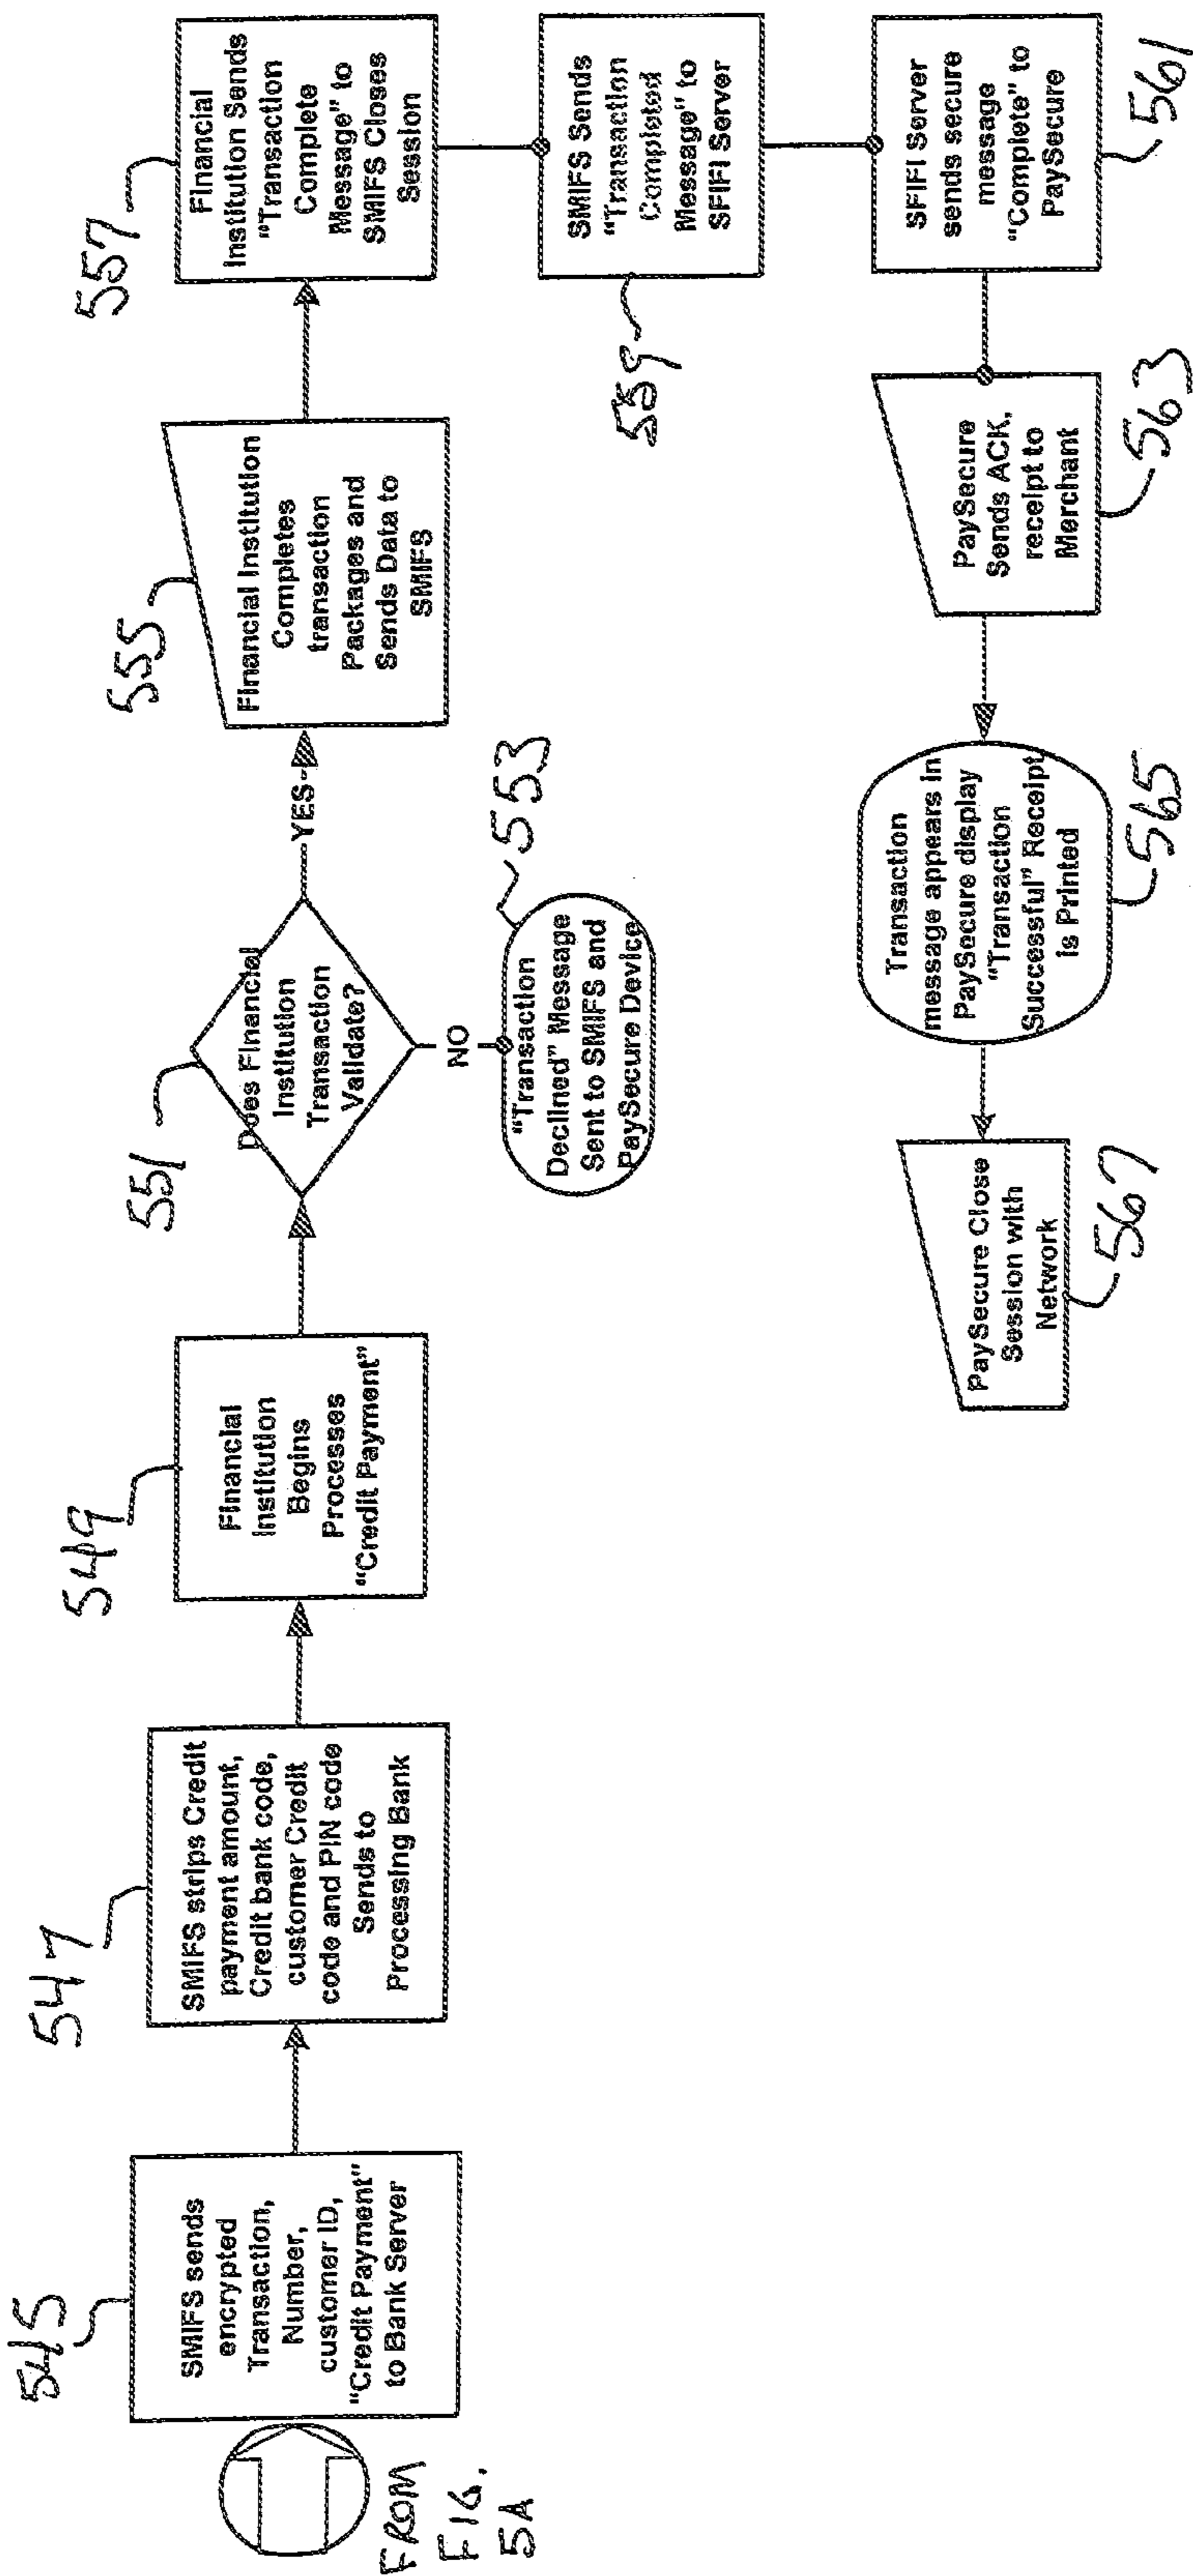 FROM
FIG.
5A
545
SMIFS sends
encrypted
Transaction,
Number,
customer ID,
"Credit Payment"
to Bank Server
547
SMIFS strips Credit
payment amount,
Credit bank code,
customer Credit
code and PIN code
Sends to
Processing Bank
549
Financial
Institution
Begins
Processes
"Credit Payment"
551
Does Financial
Institution
Transaction
Validate?
YES
NO
553
"Transaction
Declined" Message
Sent to SMIFS and
PaySecure Device
555
Financial Institution
Completes
transaction
Packages and
Sends Data to
SMIFS
557
Financial
Institution Sends
"Transaction
Complete
Message" to
SMIFS Closes
Session
559
SMIFS Sends
"Transaction
Completed
Message" to
SFIFI Server
561
SFIFI Server
sends secure
message
"Complete" to
PaySecure
563
PaySecure
Sends ACK,
receipt to
Merchant
565
Transaction
message appears in
PaySecure display
"Transaction
Successful" Receipt
is Printed
567
PaySecure Close
Session with
Network